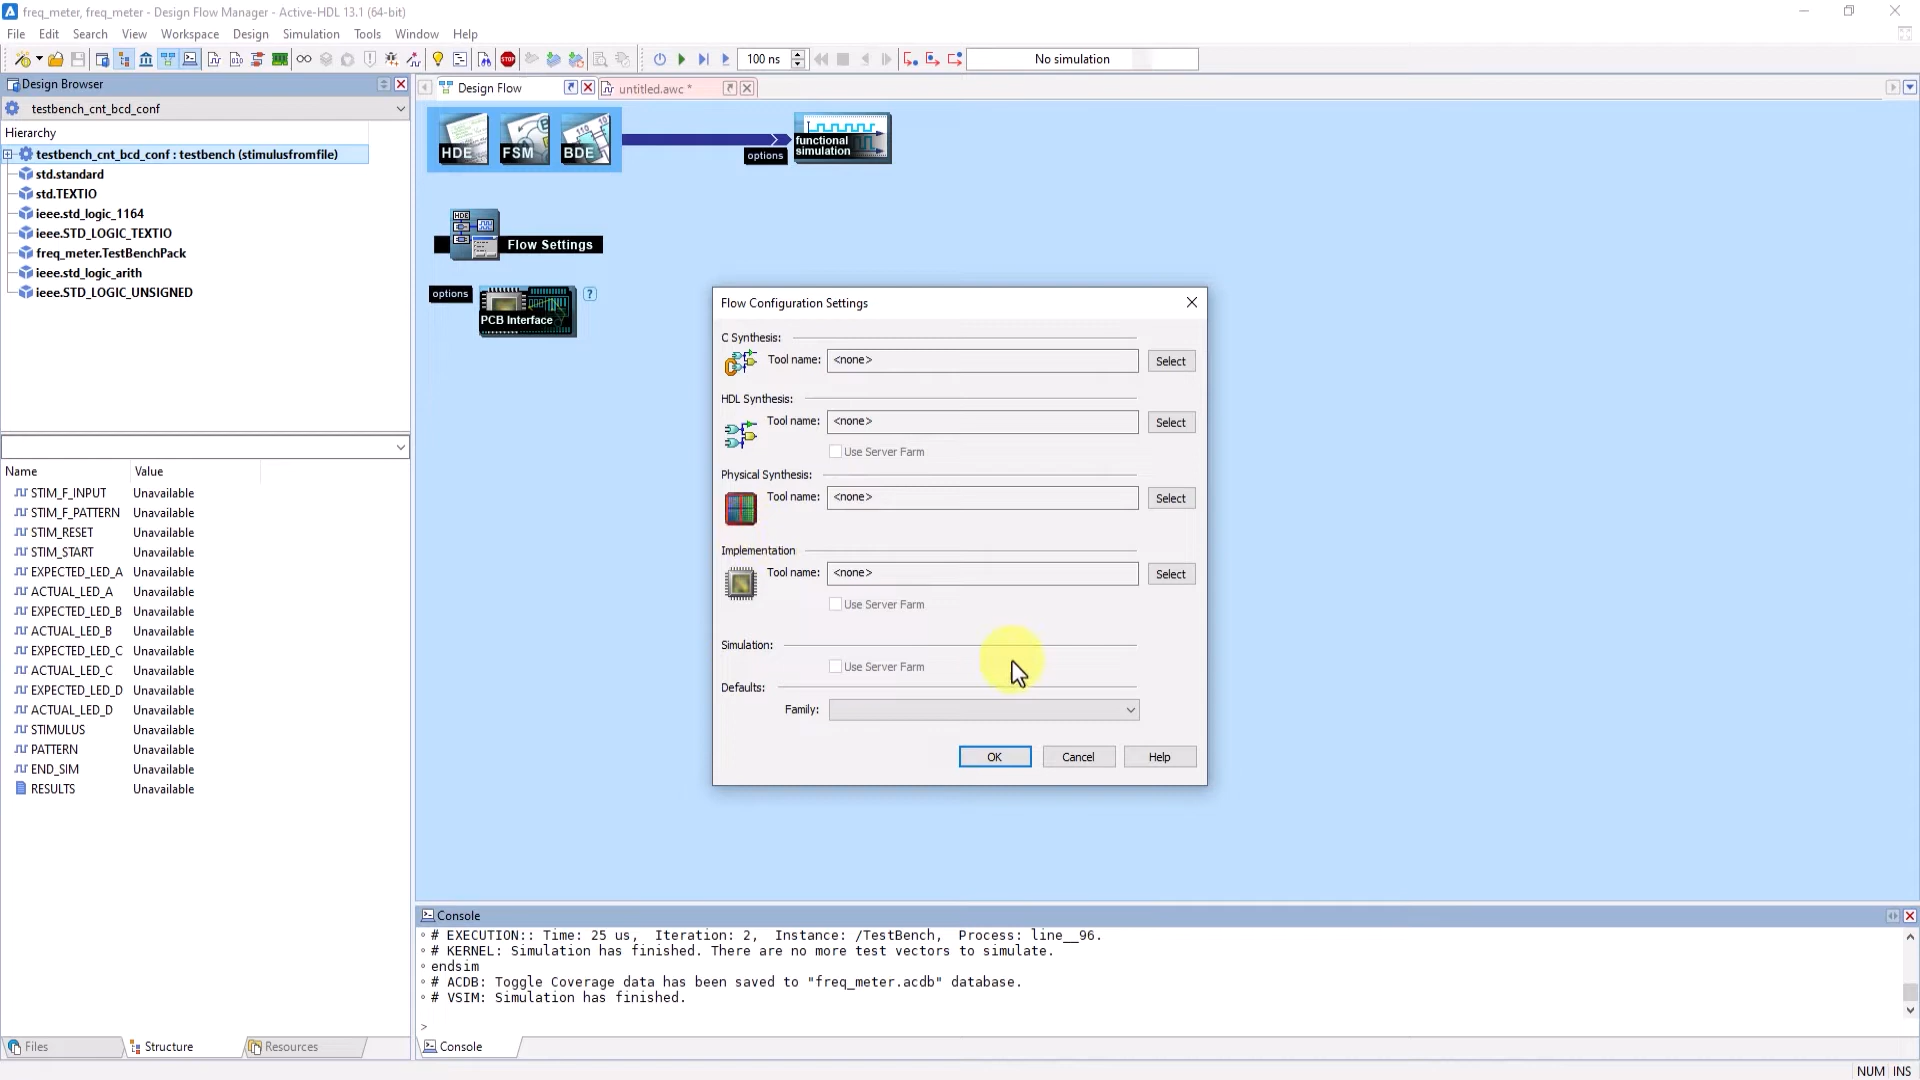 freq_meter, freq_meter - Design Flow Manager - Active-HDL 13.1 (64-bit)
File Edit Search View Workspace Design Simulation Tools Window Help
100 ns
No simulation
Design Browser
testbench_cnt_bcd_conf
Hierarchy
testbench_cnt_bcd_conf : testbench (stimulusfromfile)
std.standard
std.TEXTIO
ieee.std_logic_1164
ieee.STD_LOGIC_TEXTIO
freq_meter.TestBenchPack
ieee.std_logic_arith
ieee.STD_LOGIC_UNSIGNED
Name Value
STIM_F_INPUT Unavailable
STIM_F_PATTERN Unavailable
STIM_RESET Unavailable
STIM_START Unavailable
EXPECTED_LED_A Unavailable
ACTUAL_LED_A Unavailable
EXPECTED_LED_B Unavailable
ACTUAL_LED_B Unavailable
EXPECTED_LED_C Unavailable
ACTUAL_LED_C Unavailable
EXPECTED_LED_D Unavailable
ACTUAL_LED_D Unavailable
STIMULUS Unavailable
PATTERN Unavailable
END_SIM Unavailable
RESULTS Unavailable
Files Structure Resources
Design Flow untitled.awc *
HDE FSM BDE
options
functional
simulation
HDE
Flow Settings
options
PCB Interface
?
Flow Configuration Settings
C Synthesis:
Tool name: <none> Select
HDL Synthesis:
Tool name: <none> Select
Use Server Farm
Physical Synthesis:
Tool name: <none> Select
Implementation
Tool name: <none> Select
Use Server Farm
Simulation:
Use Server Farm
Defaults:
Family:
OK Cancel Help
Console
# EXECUTION:: Time: 25 us, Iteration: 2, Instance: /TestBench, Process: line__96.
# KERNEL: Simulation has finished. There are no more test vectors to simulate.
endsim
# ACDB: Toggle Coverage data has been saved to "freq_meter.acdb" database.
# VSIM: Simulation has finished.
>
Console
NUM INS